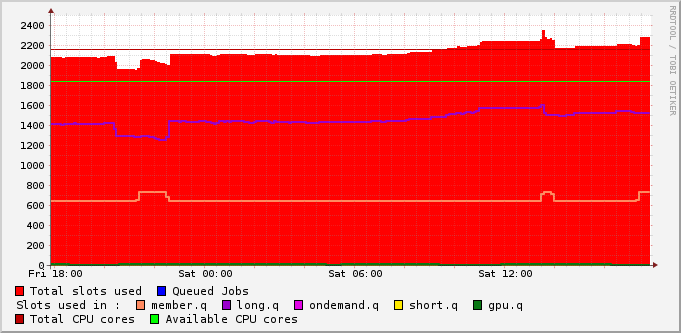 RRDTOOL / TOBI OETIKER
2400
2200
2000
1800
1600
1400
1200
1000
800
600
400
200
0
Fri 18:00 Sat 00:00 Sat 06:00 Sat 12:00
Total slots used Queued Jobs
Slots used in : member.q long.q ondemand.q short.q gpu.q
Total CPU cores Available CPU cores